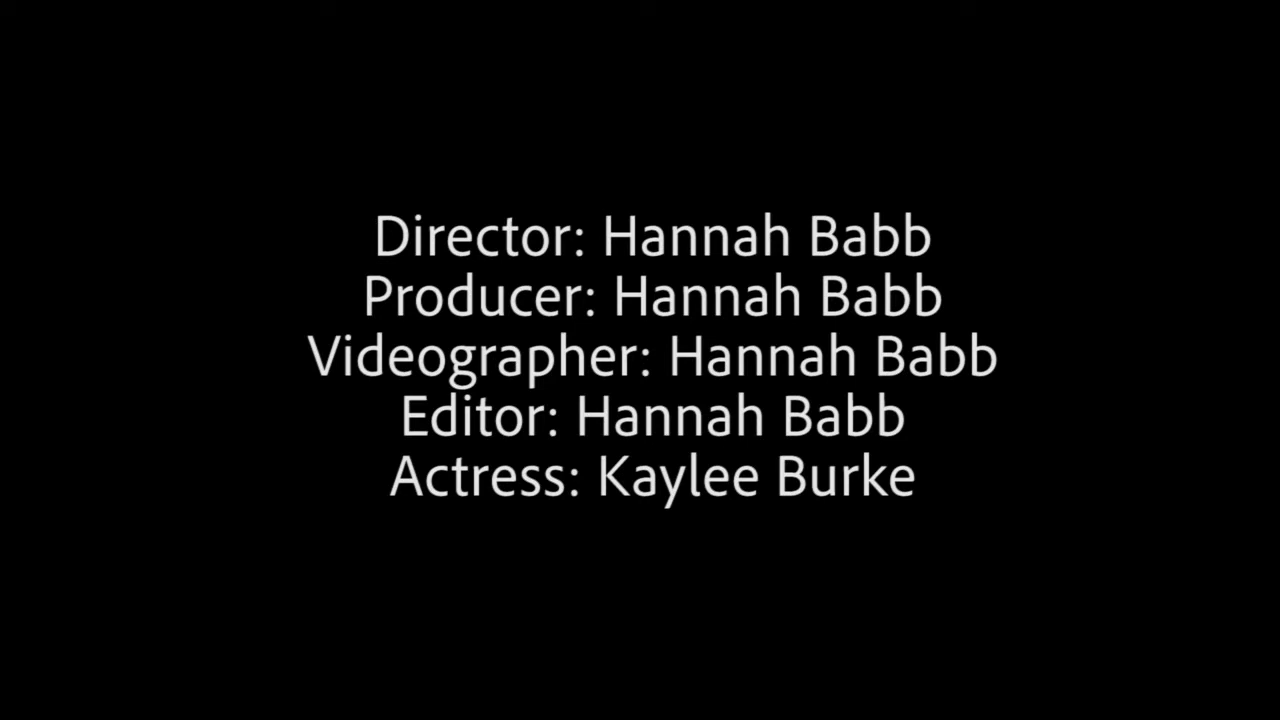 Director: Hannah Babb
Producer: Hannah Babb
Videographer: Hannah Babb
Editor: Hannah Babb
Actress: Kaylee Burke